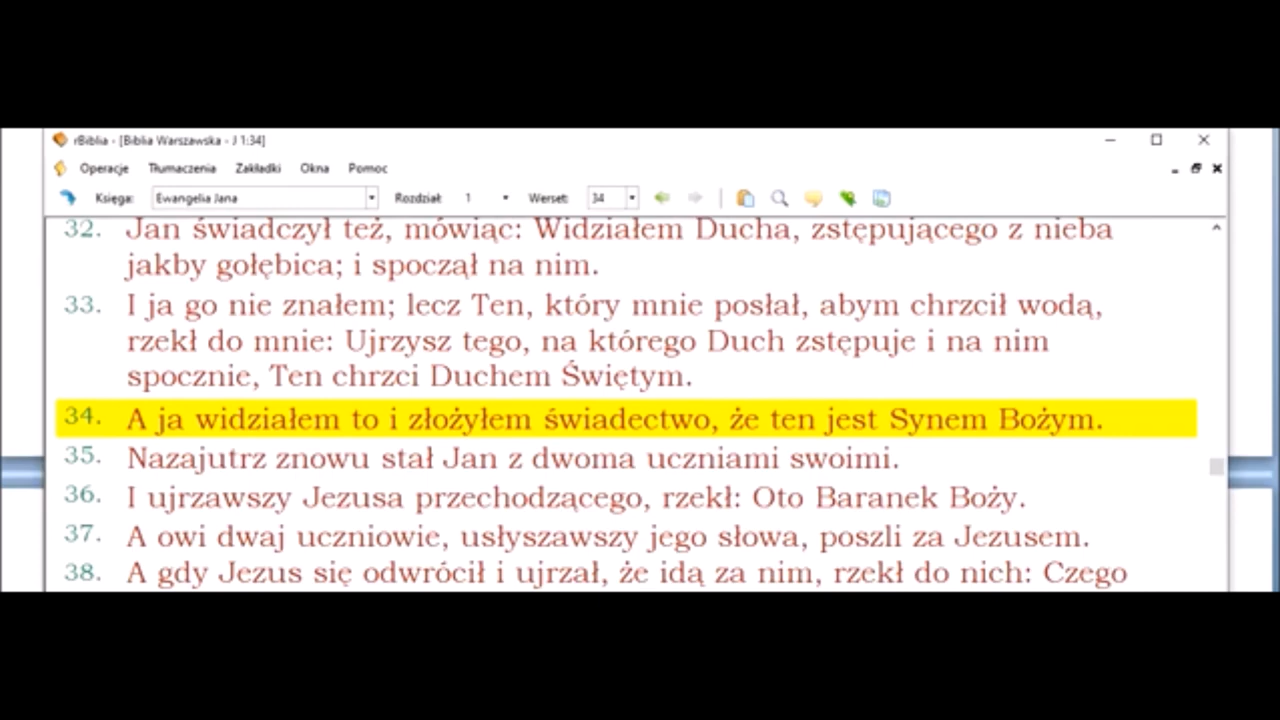 rBiblia - [Biblia Warszawska - J 1:34]
Operacje Tłumaczenia Zakładki Okna Pomoc
Księga: Ewangelia Jana Rozdział 1 Werset: 34
32. Jan świadczył też, mówiąc: Widziałem Ducha, zstępującego z nieba
jakby gołębica; i spoczął na nim.
33. I ja go nie znałem; lecz Ten, który mnie posłał, abym chrzcił wodą,
rzekł do mnie: Ujrzysz tego, na którego Duch zstępuje i na nim
spocznie, Ten chrzci Duchem Świętym.
34. A ja widziałem to i złożyłem świadectwo, że ten jest Synem Bożym.
35. Nazajutrz znowu stał Jan z dwoma uczniami swoimi.
36. I ujrzawszy Jezusa przechodzącego, rzekł: Oto Baranek Boży.
37. A owi dwaj uczniowie, usłyszawszy jego słowa, poszli za Jezusem.
38. A gdy Jezus się odwrócił i ujrzał, że idą za nim, rzekł do nich: Czego